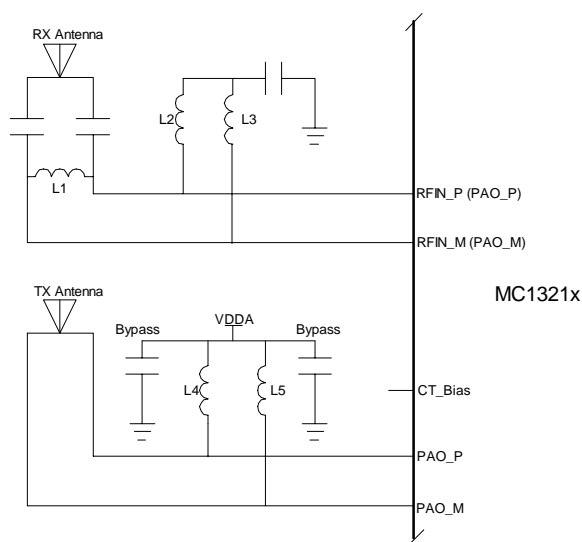 RX Antenna
L2
L3
L1
RFIN_P (PAO_P)
RFIN_M (PAO_M)
MC1321x
TX Antenna
VDDA
Bypass
Bypass
L4
L5
CT_Bias
PAO_P
PAO_M